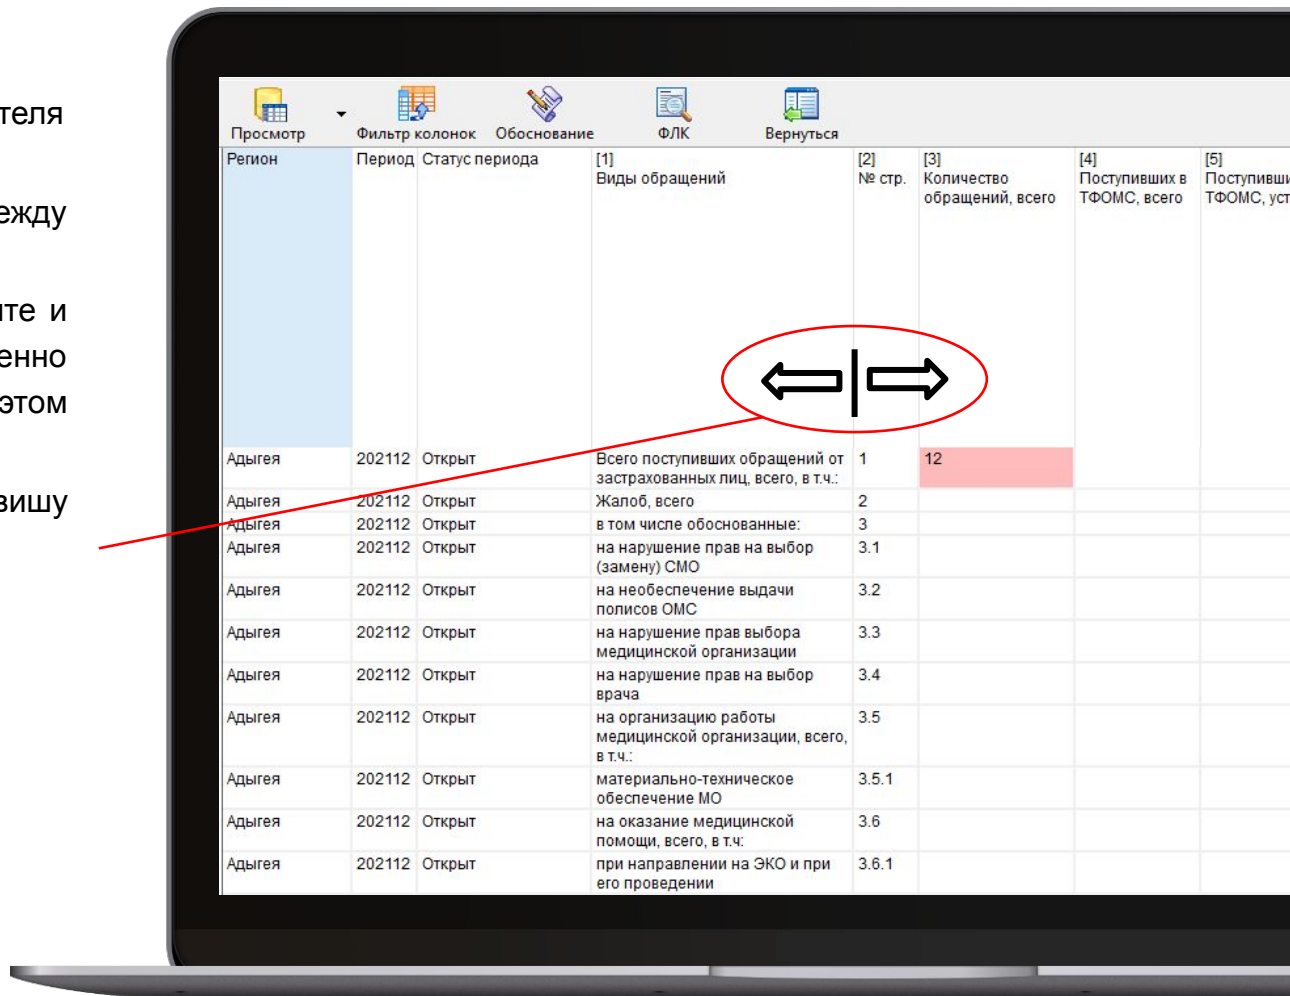 теля
ежду
ите и
енно
этом
вишу
Просмотр Фильтр колонок Обоснование ФЛК Вернуться
Регион Период Статус периода [1] [2] [3] [4] [5]
Виды обращений № стр. Количество Поступивших в Поступивши
обращений, всего ТФОМС, всего ТФОМС, уст
Адыгея 202112 Открыт Всего поступивших обращений от 1 12
застрахованных лиц, всего, в т.ч.:
Адыгея 202112 Открыт Жалоб, всего 2
Адыгея 202112 Открыт в том числе обоснованные: 3
Адыгея 202112 Открыт на нарушение прав на выбор 3.1
(замену) СМО
Адыгея 202112 Открыт на необеспечение выдачи 3.2
полисов ОМС
Адыгея 202112 Открыт на нарушение прав выбора 3.3
медицинской организации
Адыгея 202112 Открыт на нарушение прав на выбор 3.4
врача
Адыгея 202112 Открыт на организацию работы 3.5
медицинской организации, всего,
в т.ч.:
Адыгея 202112 Открыт материально-техническое 3.5.1
обеспечение МО
Адыгея 202112 Открыт на оказание медицинской 3.6
помощи, всего, в т.ч:
Адыгея 202112 Открыт при направлении на ЭКО и при 3.6.1
его проведении